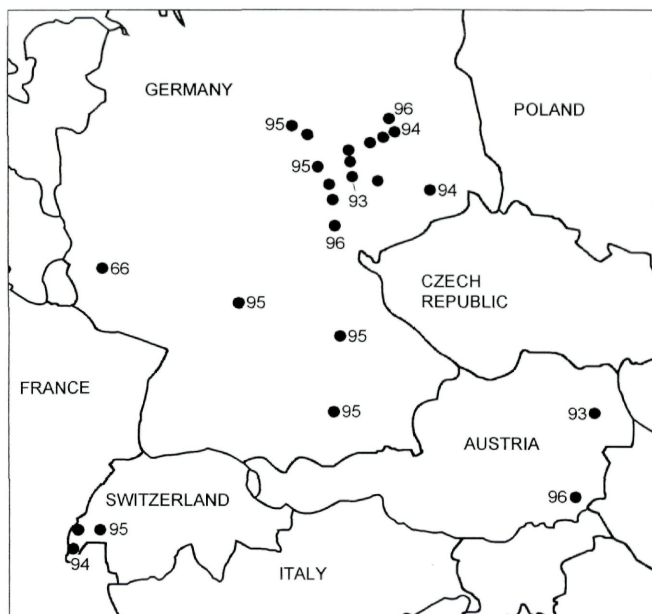 GERMANY
POLAND
96
95
94
95
93
94
96
66
95
CZECH
REPUBLIC
95
FRANCE
95
93
AUSTRIA
96
SWITZERLAND
95
94
ITALY